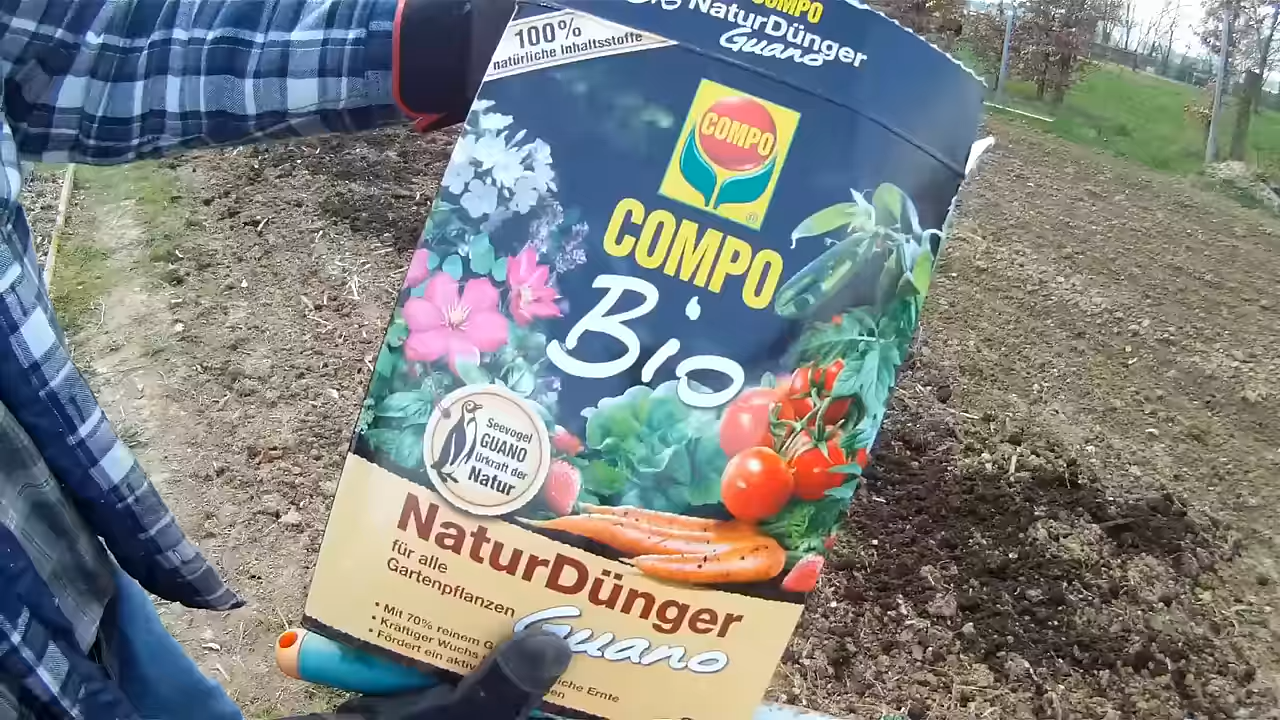 COMPO
NaturDünger
Guano
100%
natürliche Inhaltsstoffe
COMPO
COMPO
Bio
Seevogel
GUANO
Urkraft der
Natur
NaturDünger
für alle
Gartenpflanzen
Guano
• Mit 70% reinem
• Kräftiger Wuchs
• Fördert ein
Ernte